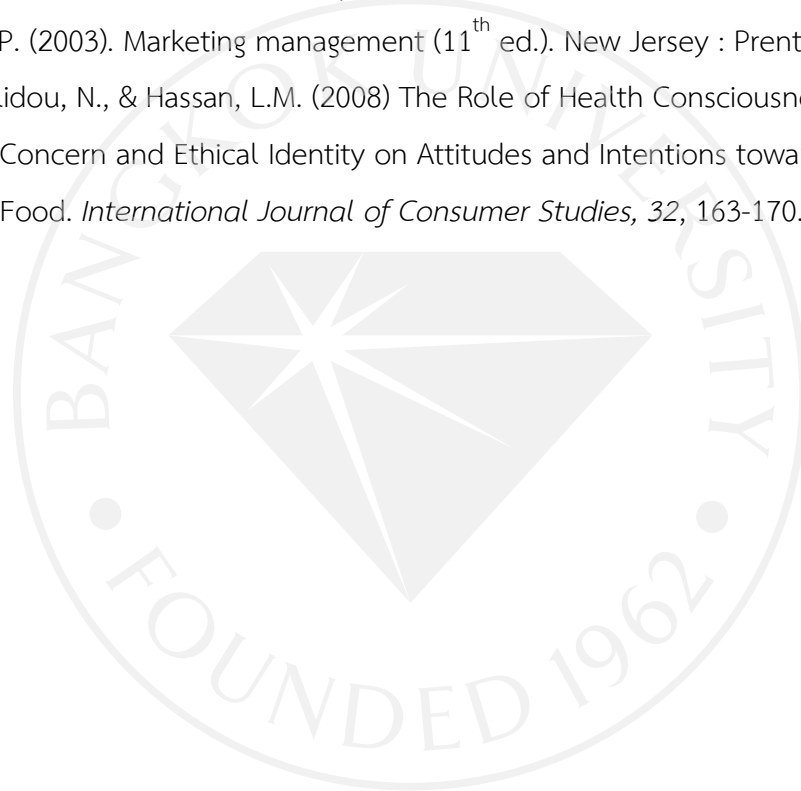 P. (2003). Marketing management (11th ed.). New Jersey : Prent
lidou, N., & Hassan, L.M. (2008) The Role of Health Consciousne
Concern and Ethical Identity on Attitudes and Intentions towa
Food. International Journal of Consumer Studies, 32, 163-170.
BANGKOK UNIVERSITY
• FOUNDED 1962 •